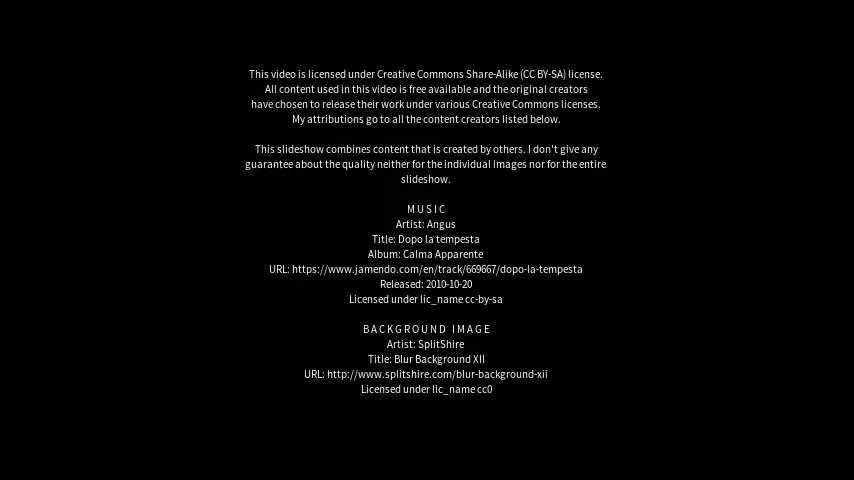 This video is licensed under Creative Commons Share-Alike (CC BY-SA) license.
All content used in this video is free available and the original creators
have chosen to release their work under various Creative Commons licenses.
My attributions go to all the content creators listed below.
This slideshow combines content that is created by others. I don't give any
guarantee about the quality neither for the individual images nor for the entire
slideshow.
MUSIC
Artist: Angus
Title: Dopo la tempesta
Album: Calma Apparente
URL: https://www.jamendo.com/en/track/669667/dopo-la-tempesta
Released: 2010-10-20
Licensed under lic_name cc-by-sa
BACKGROUND IMAGE
Artist: SplitShire
Title: Blur Background XII
URL: http://www.splitshire.com/blur-background-xii
Licensed under lic_name cc0